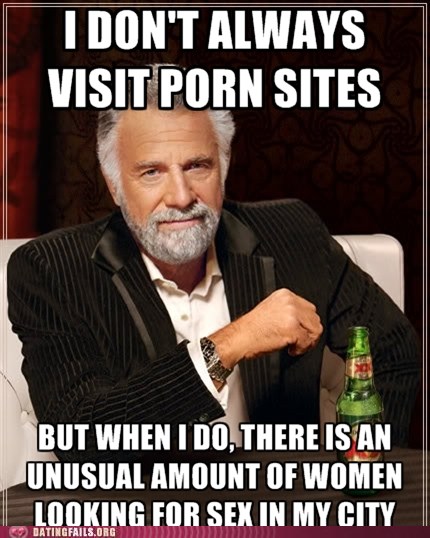 I DON'T ALWAYS
VISIT PORN SITES
XX
BUT WHEN I DO, THERE IS AN
UNUSUAL AMOUNT OF WOMEN
LOOKING FOR SEX IN MY CITY
DATINGFAILS.ORG